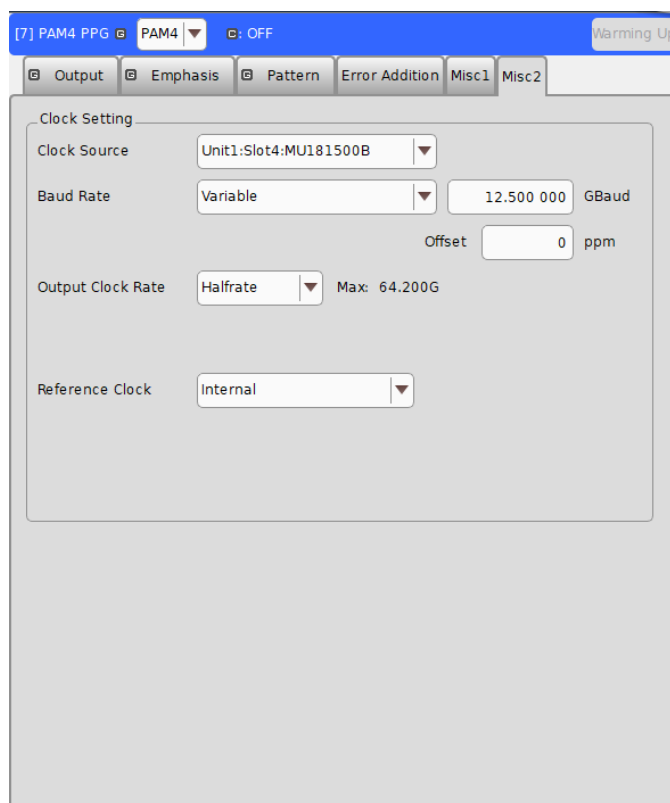 [7] PAM4 PPG G PAM4 C: OFF Warming Up
G Output G Emphasis G Pattern Error Addition Misc1 Misc2
Clock Setting
Clock Source Unit1:Slot4:MU181500B
Baud Rate Variable 12.500 000 GBaud
Offset 0 ppm
Output Clock Rate Halfrate Max: 64.200G
Reference Clock Internal